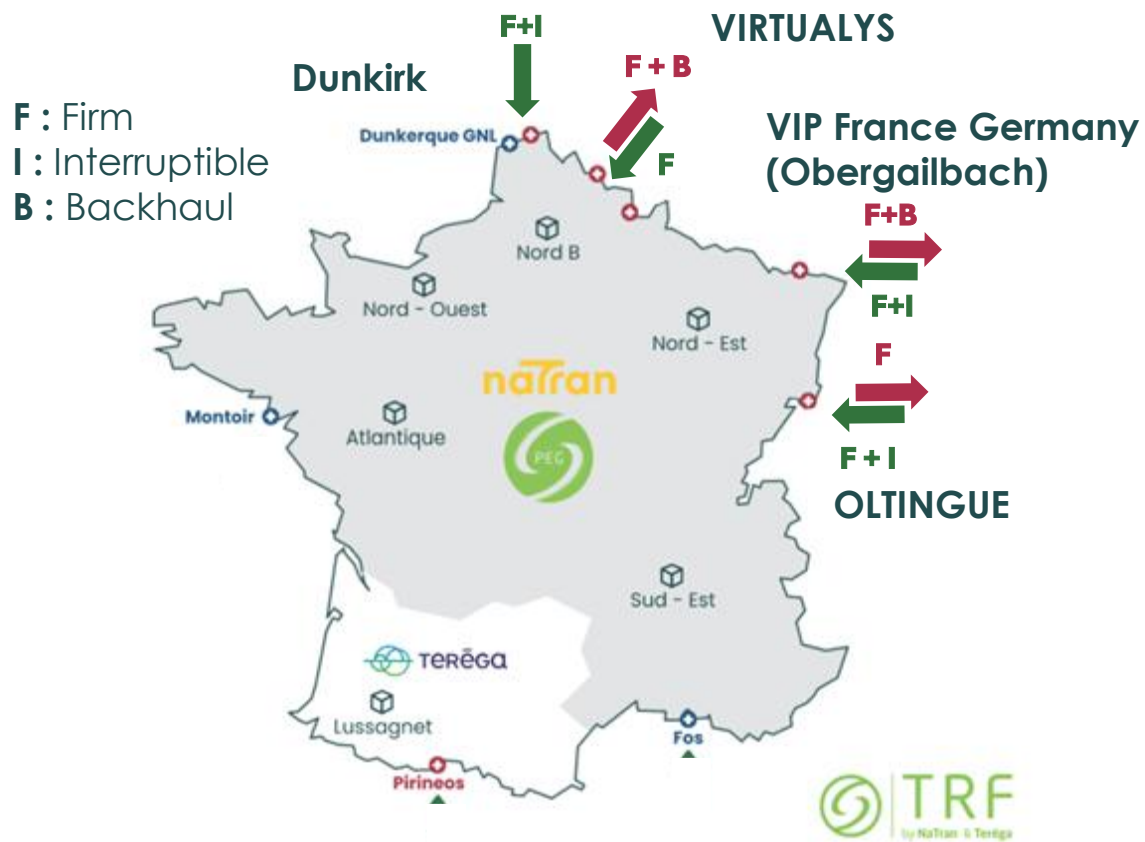 F+I
VIRTUALYS
Dunkirk
F + B
F : Firm
I : Interruptible
B : Backhaul
Dunkerque GNL
F
VIP France Germany
(Obergailbach)
F+B
F+I
Nord B
Nord - Ouest
Nord - Est
F
F + I
OLTINGUE
naTran
PEG
Montoir
Atlantique
Sud - Est
TERĒGA
Lussagnet
Fos
Pirineos
TRF
by NaTran & Teréga